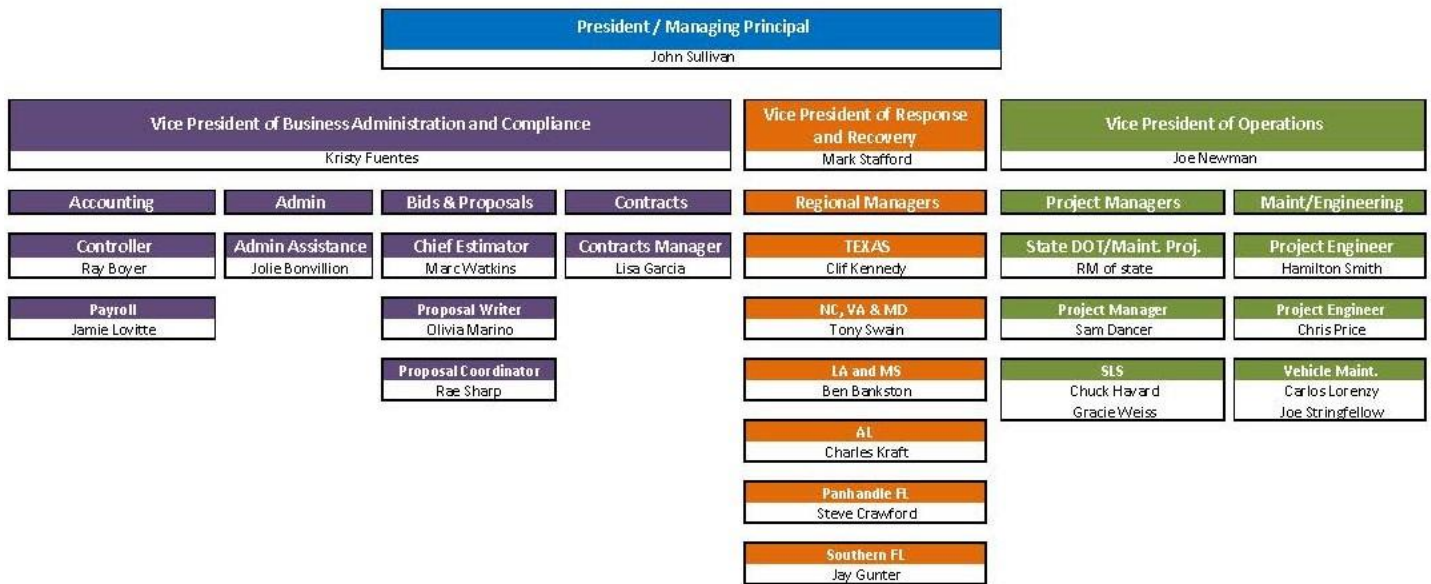 President / Managing Principal
John Sullivan
Vice President of Business Administration and Compliance
Kristy Fuentes
Vice President of Response
and Recovery
Mark Stafford
Vice President of Operations
Joe Newman
Accounting
Admin
Bids & Proposals
Contracts
Regional Managers
Project Managers
Maint/Engineering
Controller
Ray Boyer
Admin Assistance
Jolie Bonvillion
Chief Estimator
Marc Watkins
Contracts Manager
Lisa Garcia
TEXAS
Clif Kennedy
State DOT/Maint. Proj.
RM of state
Project Engineer
Hamilton Smith
Payroll
Jamie Lovitte
Proposal Writer
Olivia Marino
NC, VA & MD
Tony Swain
Project Manager
Sam Dancer
Project Engineer
Chris Price
Proposal Coordinator
Rae Sharp
LA and MS
Ben Bankston
SLS
Chuck Havard
Gracie Weiss
Vehicle Maint.
Carlos Lorenzy
Joe Stringfellow
AL
Charles Kraft
Panhandle FL
Steve Crawford
Southern FL
Jay Gunter